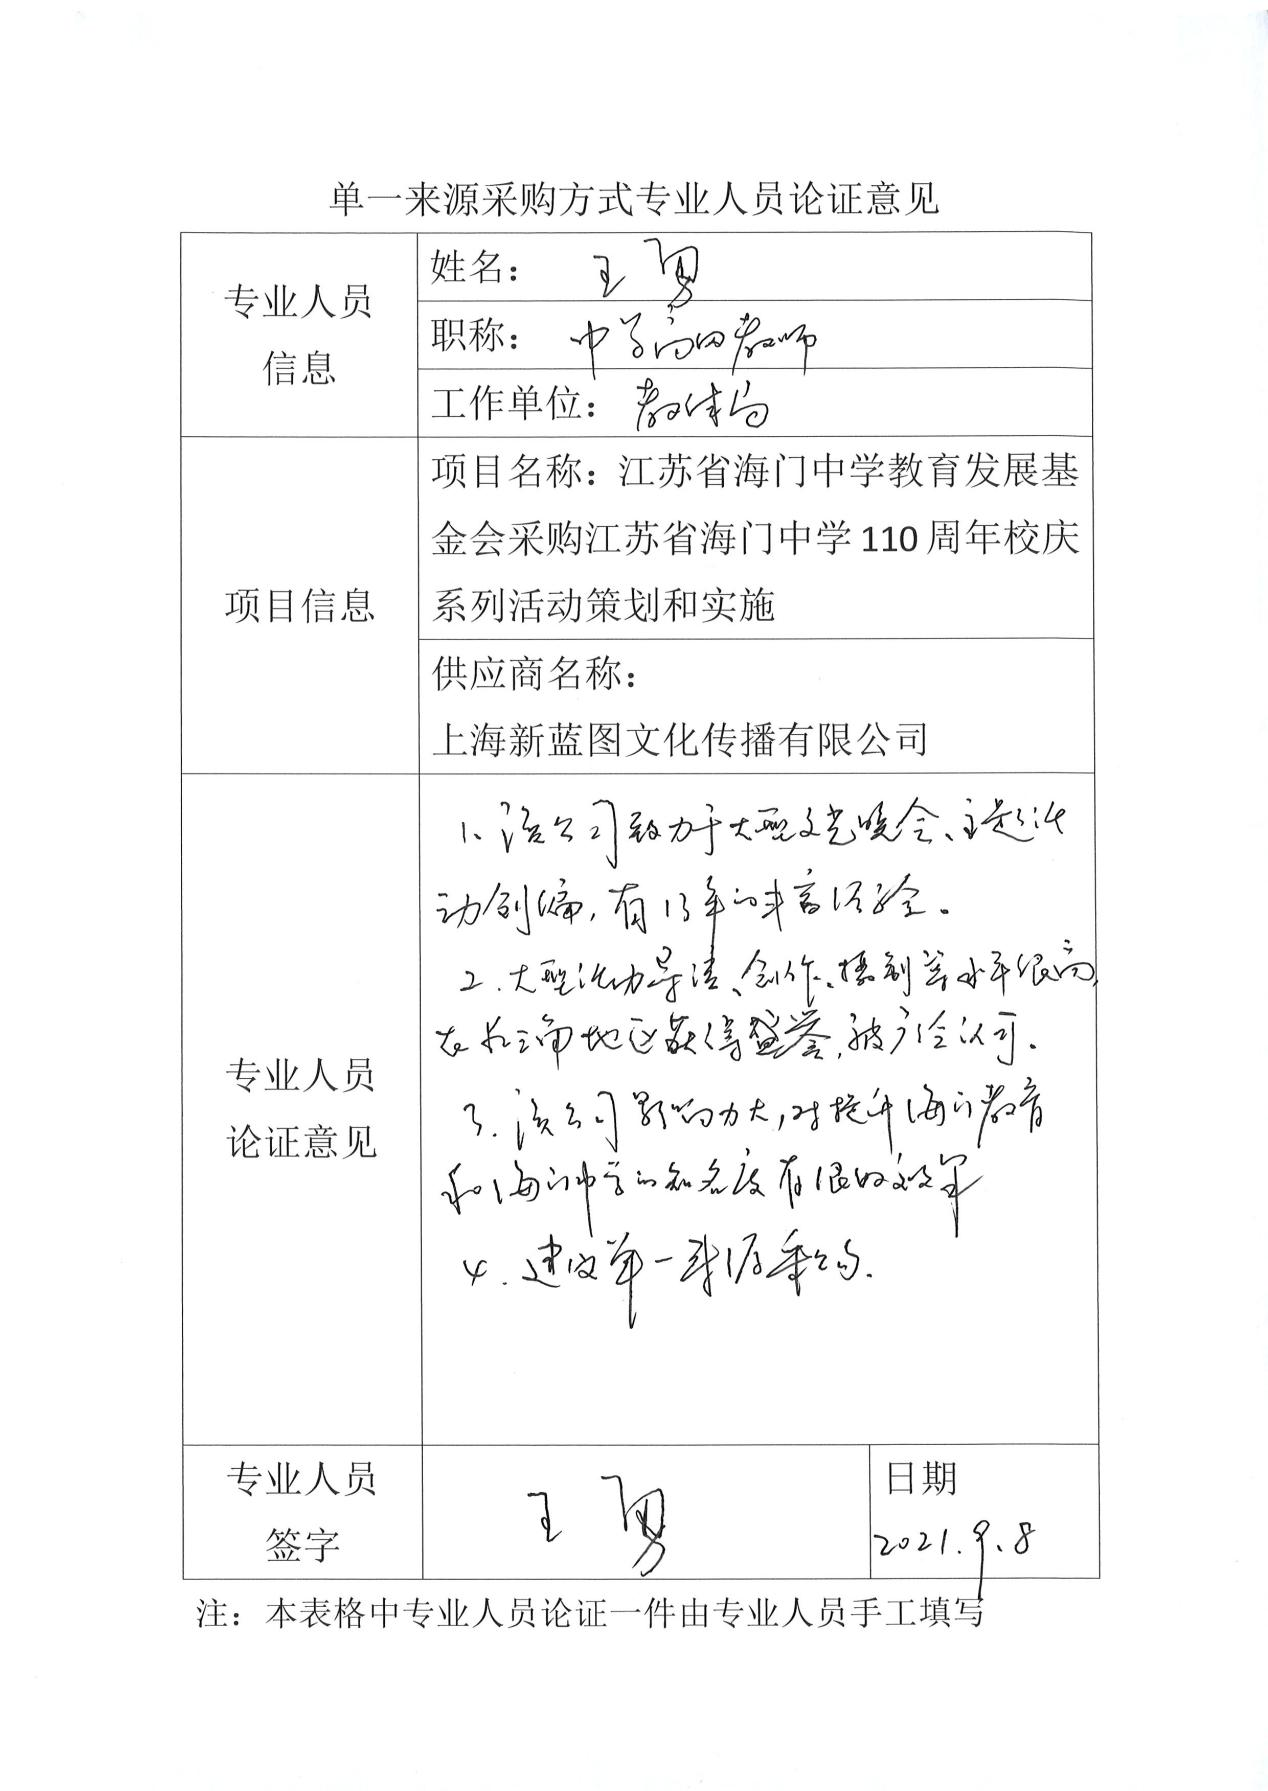 单一来源采购方式专业人员论证意见
专业人员
信息
姓名： 王勇
职称： 中学高级教师
工作单位： 教体局
项目信息
项目名称：江苏省海门中学教育发展基
金会采购江苏省海门中学 110 周年校庆
系列活动策划和实施
供应商名称：
上海新蓝图文化传播有限公司
专业人员
论证意见
1、该公司致力于大型文艺晚会、主题活
动创编，有13年的丰富经验。
2.大型活动导演、创作、摄制等水平很高，
在长三角地区获得盛誉，被广泛认可.
3.该公司影响力大，对提升海门教育
和海门中学的知名度有很好效果
4.建议单一来源采购.
专业人员
签字
王勇
日期
2021.9.8
注：本表格中专业人员论证一件由专业人员手工填写